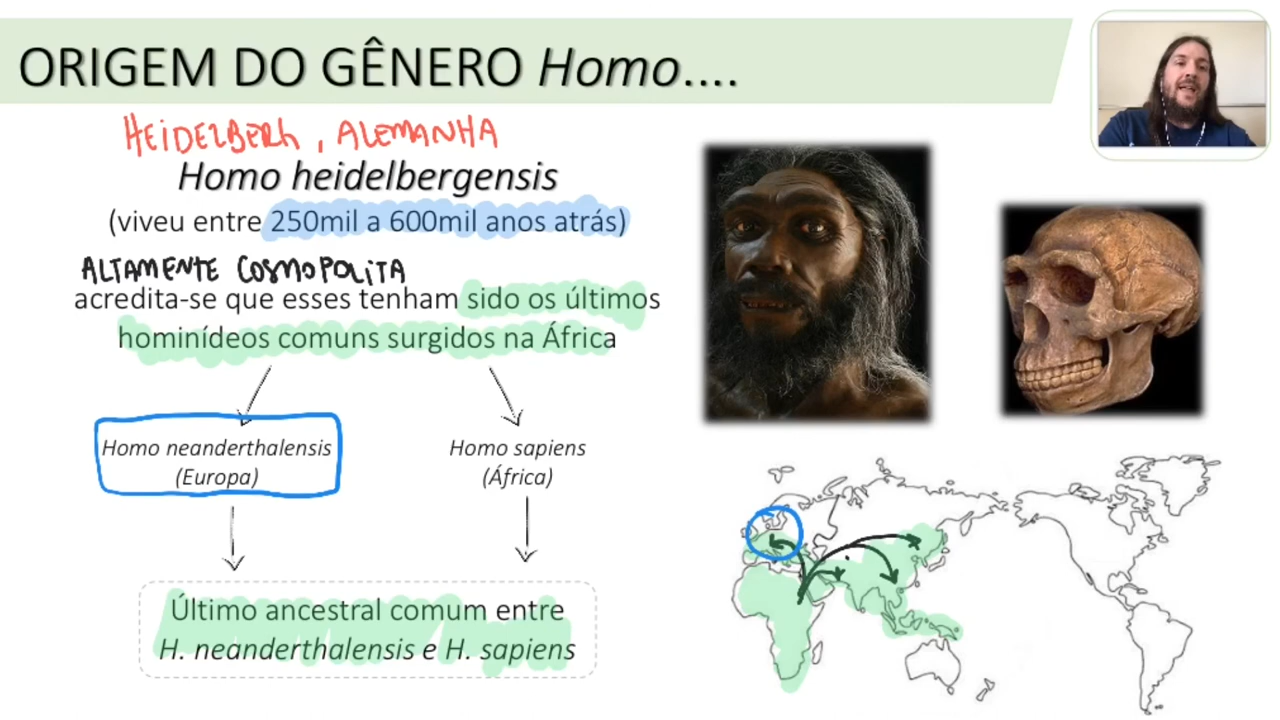 ORIGEM DO GÊNERO Homo....
HEIDELBERG, ALEMANHA
Homo heidelbergensis
(viveu entre 250mil a 600mil anos atrás)
ALTAMENTE COSMOPOLITA
acredita-se que esses tenham sido os últimos
hominídeos comuns surgidos na África
Homo neanderthalensis
(Europa)
Homo sapiens
(África)
Último ancestral comum entre
H. neanderthalensis e H. sapiens